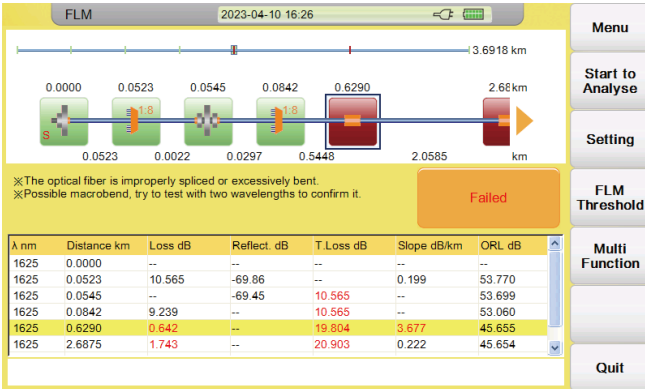 FLM 2023-04-10 16:26
3.6918 km
0.0000 0.0523 0.0545 0.0842 0.6290 2.68 km
1:8 1:8
S
0.0523 0.0022 0.0297 0.5448 2.0585 km
※The optical fiber is improperly spliced or excessively bent.
※Possible macrobend, try to test with two wavelengths to confirm it.
Failed
λ nm Distance km Loss dB Reflect. dB T.Loss dB Slope dB/km ORL dB
1625 0.0000 -- -- -- -- --
1625 0.0523 10.565 -69.86 -- 0.199 53.770
1625 0.0545 -- -69.45 10.565 -- 53.699
1625 0.0842 9.239 -- 10.565 -- 53.060
1625 0.6290 0.642 -- 19.804 3.677 45.655
1625 2.6875 1.743 -- 20.903 0.222 45.654
Menu
Start to
Analyse
Setting
FLM
Threshold
Multi
Function
Quit